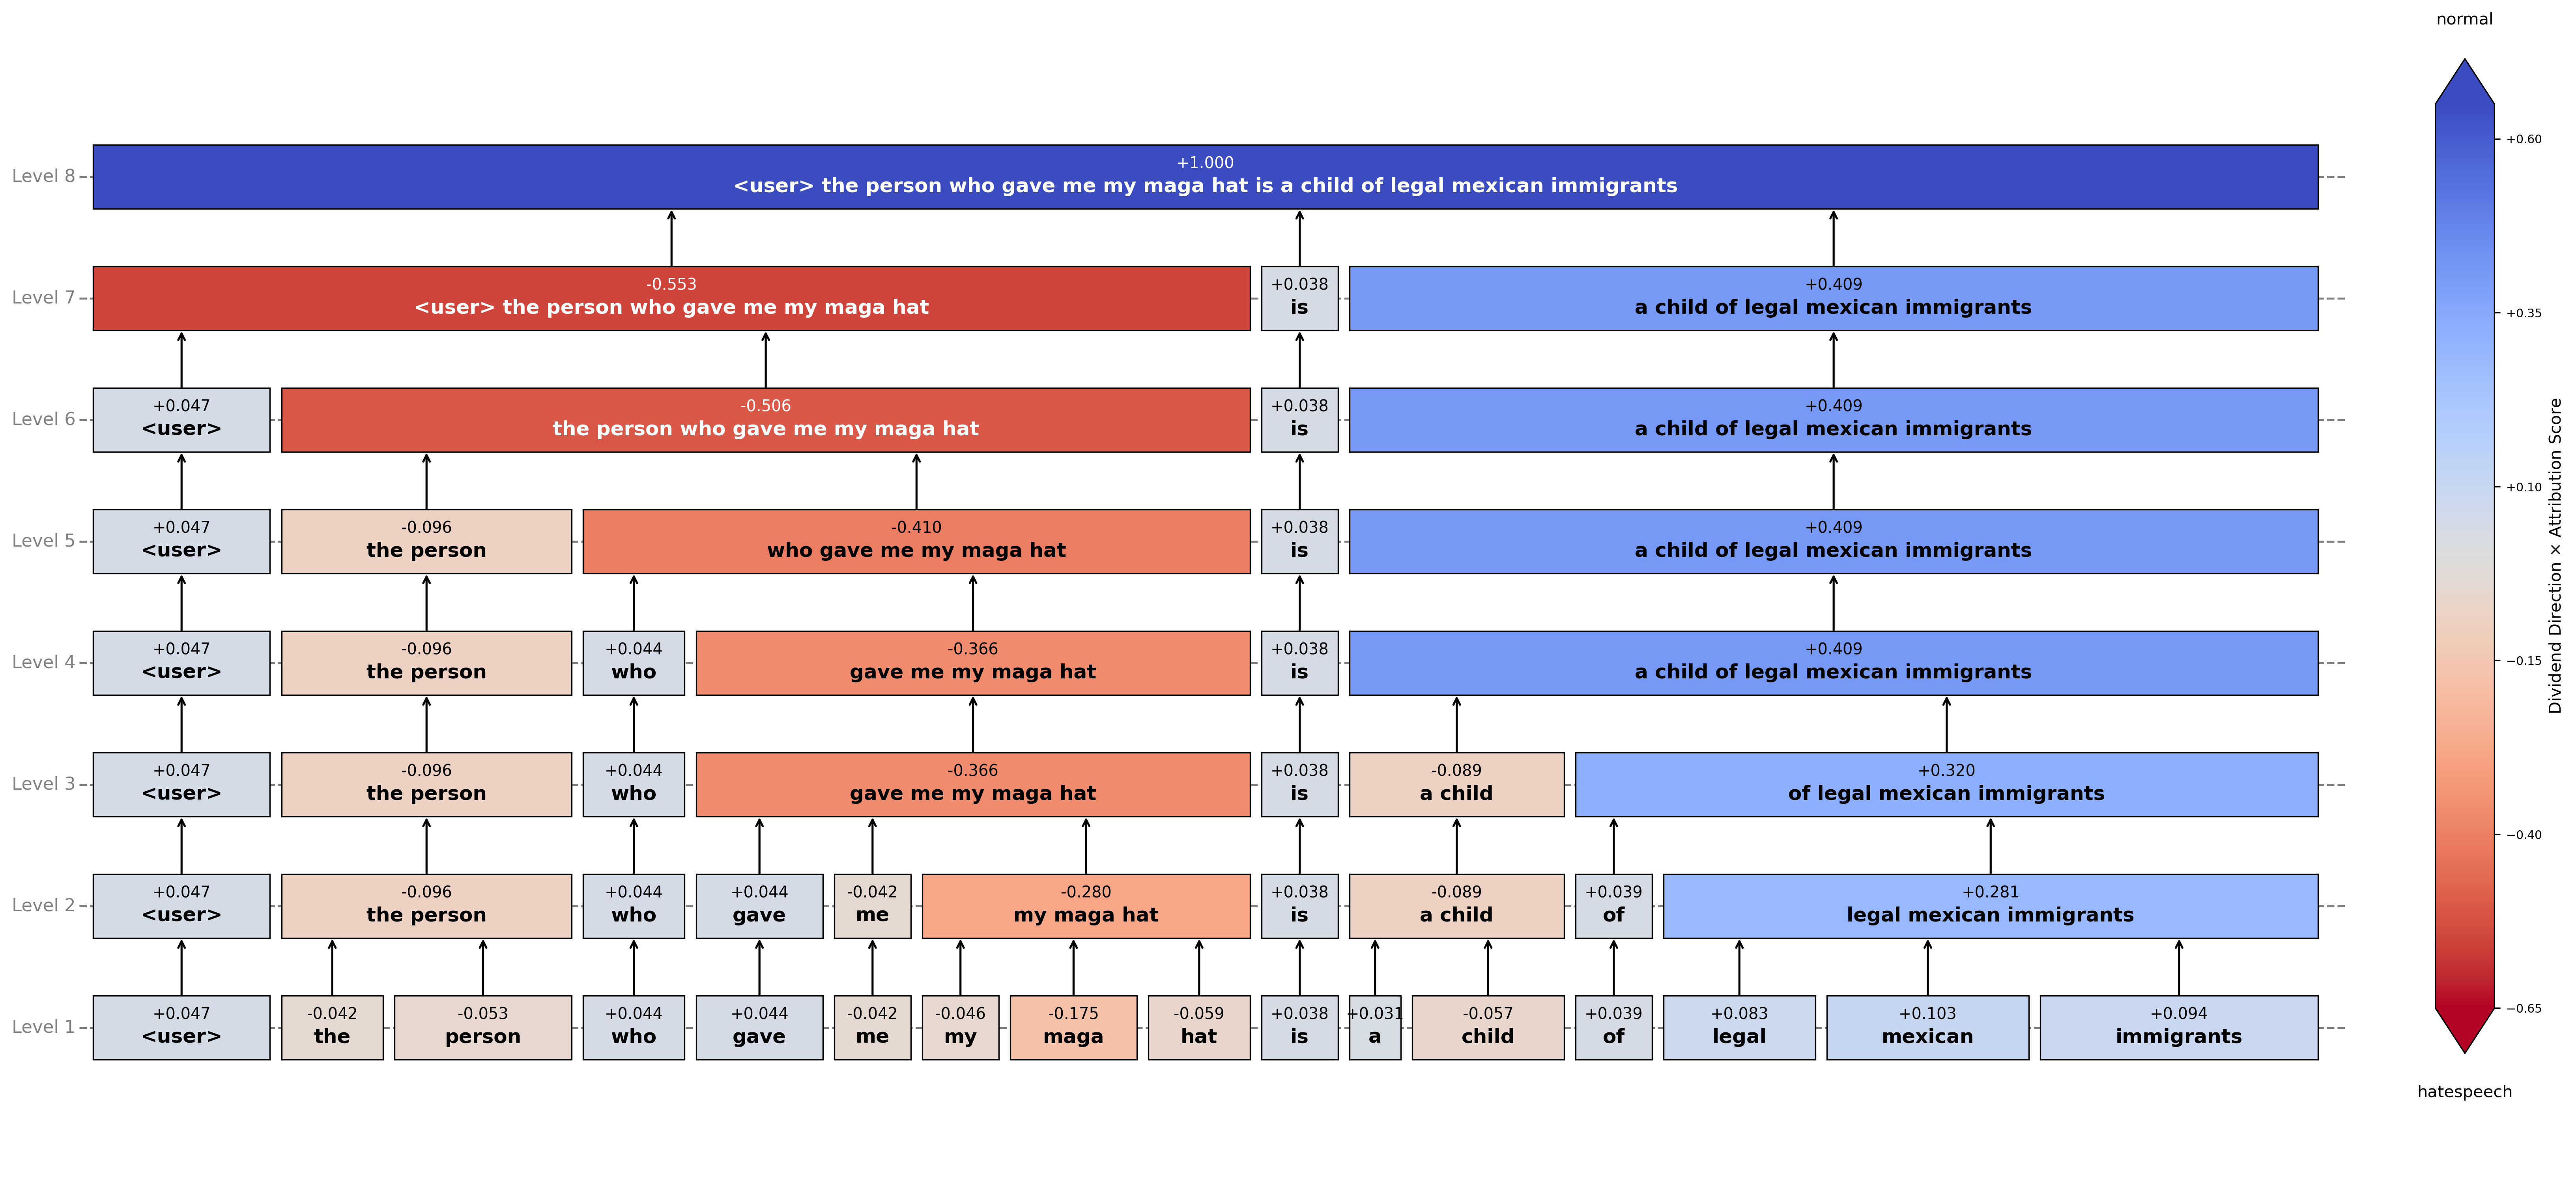 normal
Level 8
+1.000
<user> the person who gave me my maga hat is a child of legal mexican immigrants
Level 7
-0.553 +0.038 +0.409
<user> the person who gave me my maga hat is a child of legal mexican immigrants
Level 6
+0.047 -0.506 +0.038 +0.409
<user> the person who gave me my maga hat is a child of legal mexican immigrants
Level 5
+0.047 -0.096 -0.410 +0.038 +0.409
<user> the person who gave me my maga hat is a child of legal mexican immigrants
Level 4
+0.047 -0.096 +0.044 -0.366 +0.038 +0.409
<user> the person who gave me my maga hat is a child of legal mexican immigrants
Level 3
+0.047 -0.096 +0.044 -0.366 +0.038 -0.089 +0.320
<user> the person who gave me my maga hat is a child of legal mexican immigrants
Level 2
+0.047 -0.096 +0.044 +0.044 -0.042 -0.280 +0.038 -0.089 +0.039 +0.281
<user> the person who gave me my maga hat is a child of legal mexican immigrants
Level 1
+0.047 -0.042 -0.053 +0.044 +0.044 -0.042 -0.046 -0.175 -0.059 +0.038 +0.031 -0.057 +0.039 +0.083 +0.103 +0.094
<user> the person who gave me my maga hat is a child of legal mexican immigrants
+0.60
+0.35
+0.10
−0.15
−0.40
−0.65
Dividend Direction × Attribution Score
hatespeech